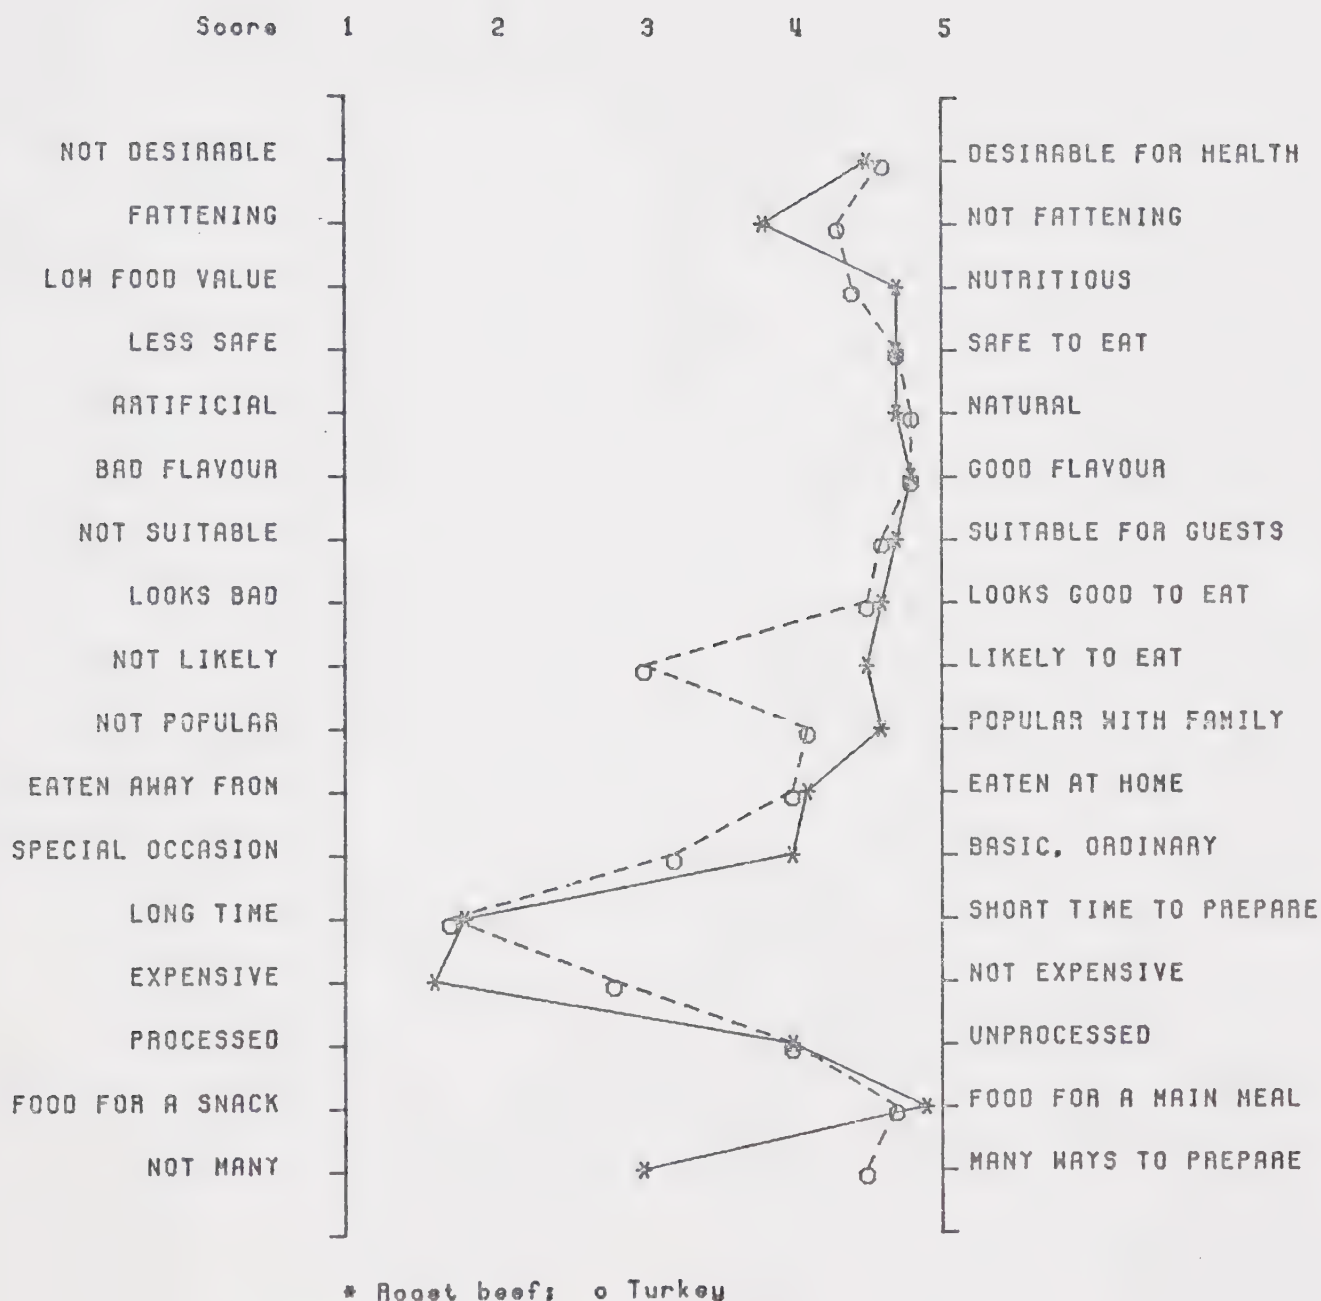 Score 1 2 3 4 5
NOT DESIRABLE DESIRABLE FOR HEALTH
FATTENING NOT FATTENING
LOW FOOD VALUE NUTRITIOUS
LESS SAFE SAFE TO EAT
ARTIFICIAL NATURAL
BAD FLAVOUR GOOD FLAVOUR
NOT SUITABLE SUITABLE FOR GUESTS
LOOKS BAD LOOKS GOOD TO EAT
NOT LIKELY LIKELY TO EAT
NOT POPULAR POPULAR WITH FAMILY
EATEN AWAY FROM EATEN AT HOME
SPECIAL OCCASION BASIC, ORDINARY
LONG TIME SHORT TIME TO PREPARE
EXPENSIVE NOT EXPENSIVE
PROCESSED UNPROCESSED
FOOD FOR A SNACK FOOD FOR A MAIN MEAL
NOT MANY MANY WAYS TO PREPARE
* Roast beef; o Turkey